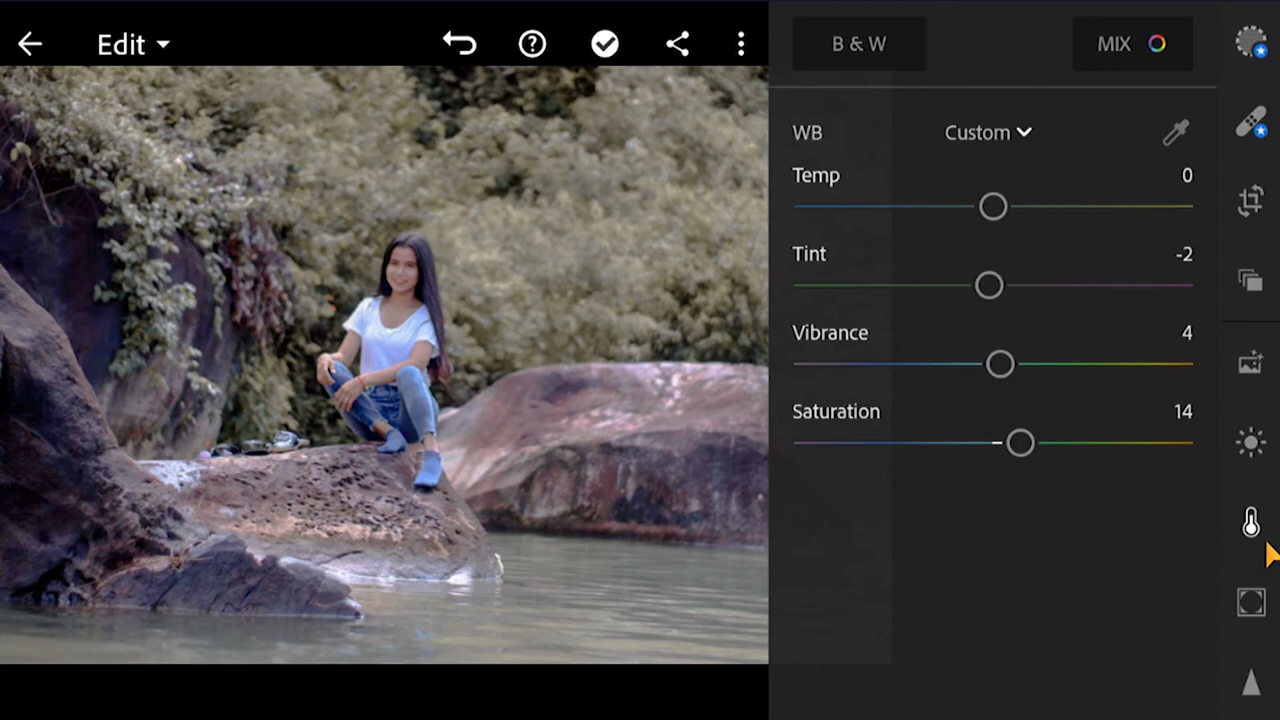 Edit
B & W
MIX
WB
Custom
Temp
0
Tint
-2
Vibrance
4
Saturation
14